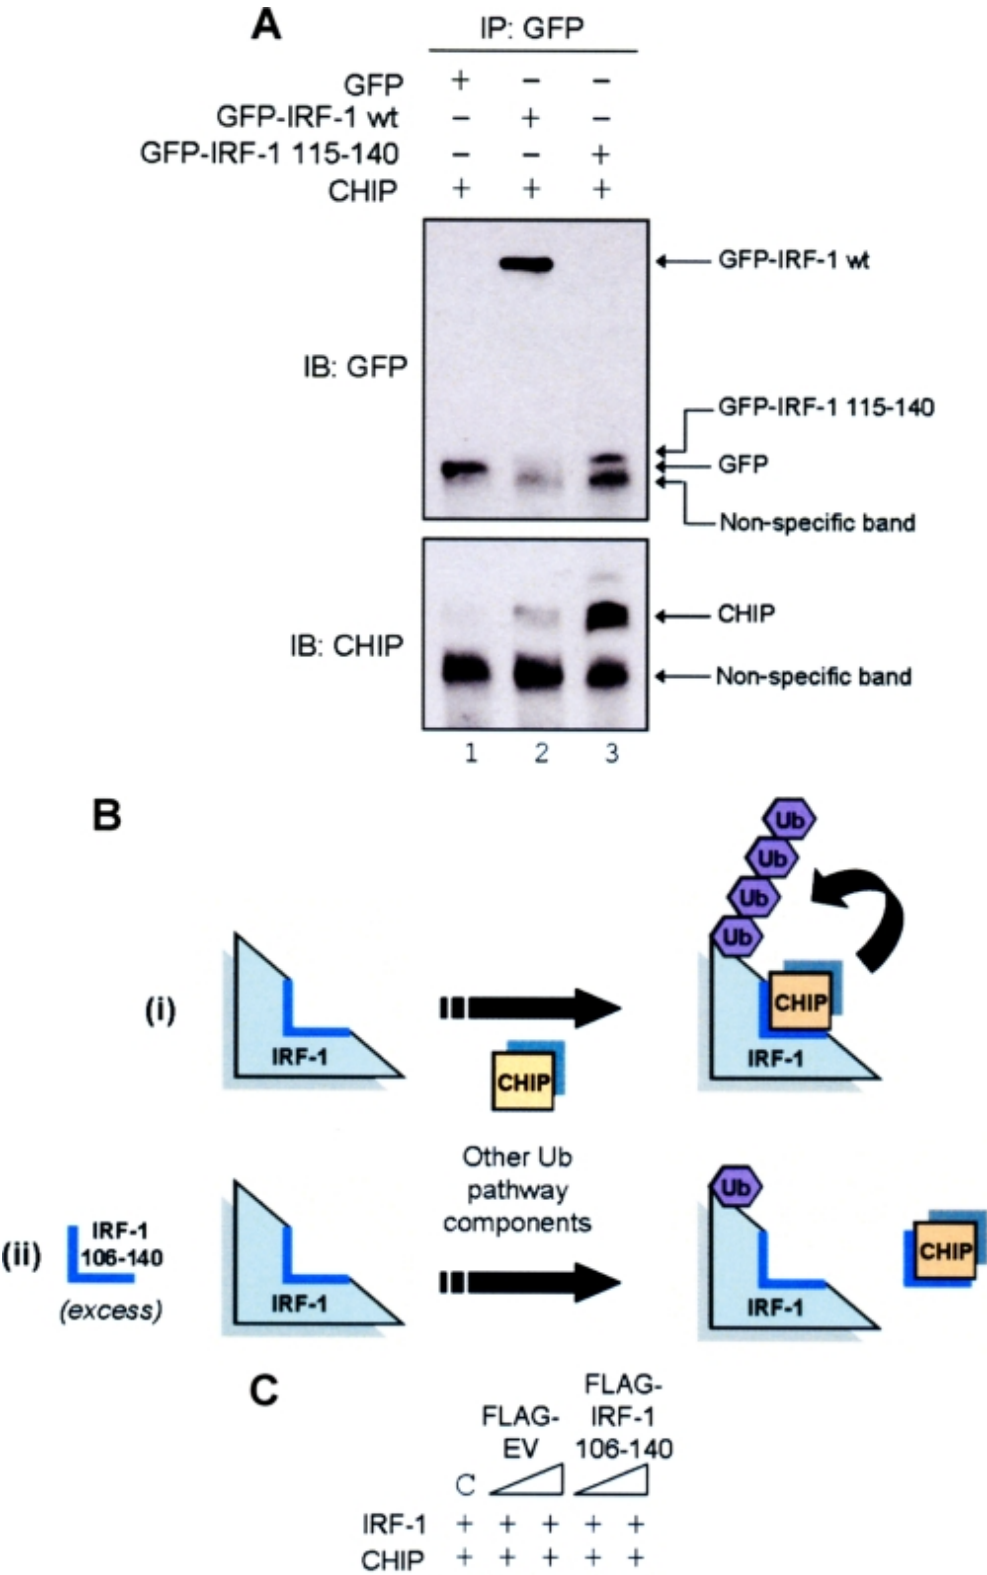 A
IP: GFP
GFP + − −
GFP-IRF-1 wt − + −
GFP-IRF-1 115-140 − − +
CHIP + + +
GFP-IRF-1 wt
IB: GFP
GFP-IRF-1 115-140
GFP
Non-specific band
CHIP
IB: CHIP
Non-specific band
1 2 3
B
Ub
Ub
Ub
Ub
(i)
CHIP
IRF-1
IRF-1
CHIP
Other Ub
pathway
components
Ub
(ii)
IRF-1
106-140
(excess)
CHIP
IRF-1
IRF-1
C
FLAG-
EV
FLAG-
IRF-1
106-140
C
IRF-1 + + + + +
CHIP + + + + +